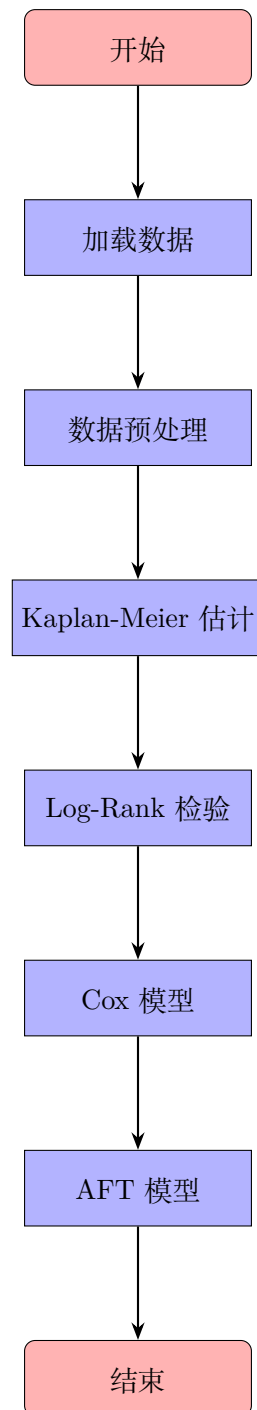 开始
加载数据
数据预处理
Kaplan-Meier 估计
Log-Rank 检验
Cox 模型
AFT 模型
结束